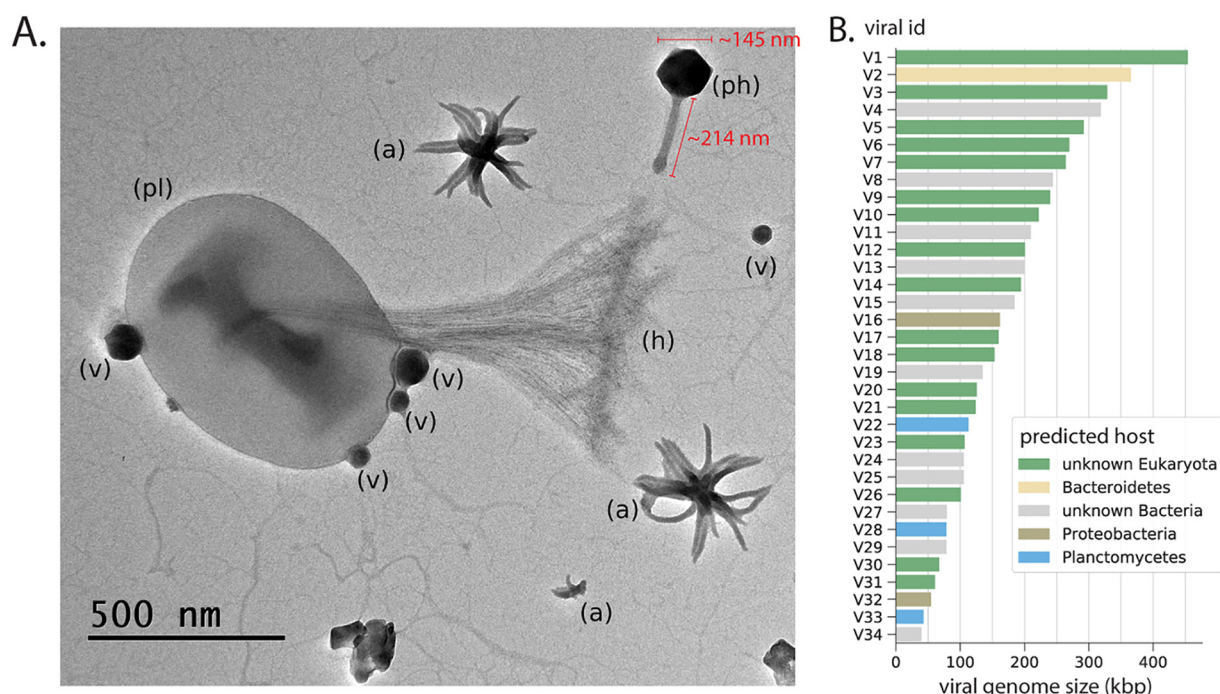 A.
~145 nm
(ph)
(a)
~214 nm
(pl)
(v)
(h)
(v)
(v)
(v)
(v)
(a)
(a)
500 nm
B. viral id
V1
V2
V3
V4
V5
V6
V7
V8
V9
V10
V11
V12
V13
V14
V15
V16
V17
V18
V19
V20
V21
V22
V23
V24
V25
V26
V27
V28
V29
V30
V31
V32
V33
V34
predicted host
unknown Eukaryota
Bacteroidetes
unknown Bacteria
Proteobacteria
Planctomycetes
0 100 200 300 400
viral genome size (kbp)